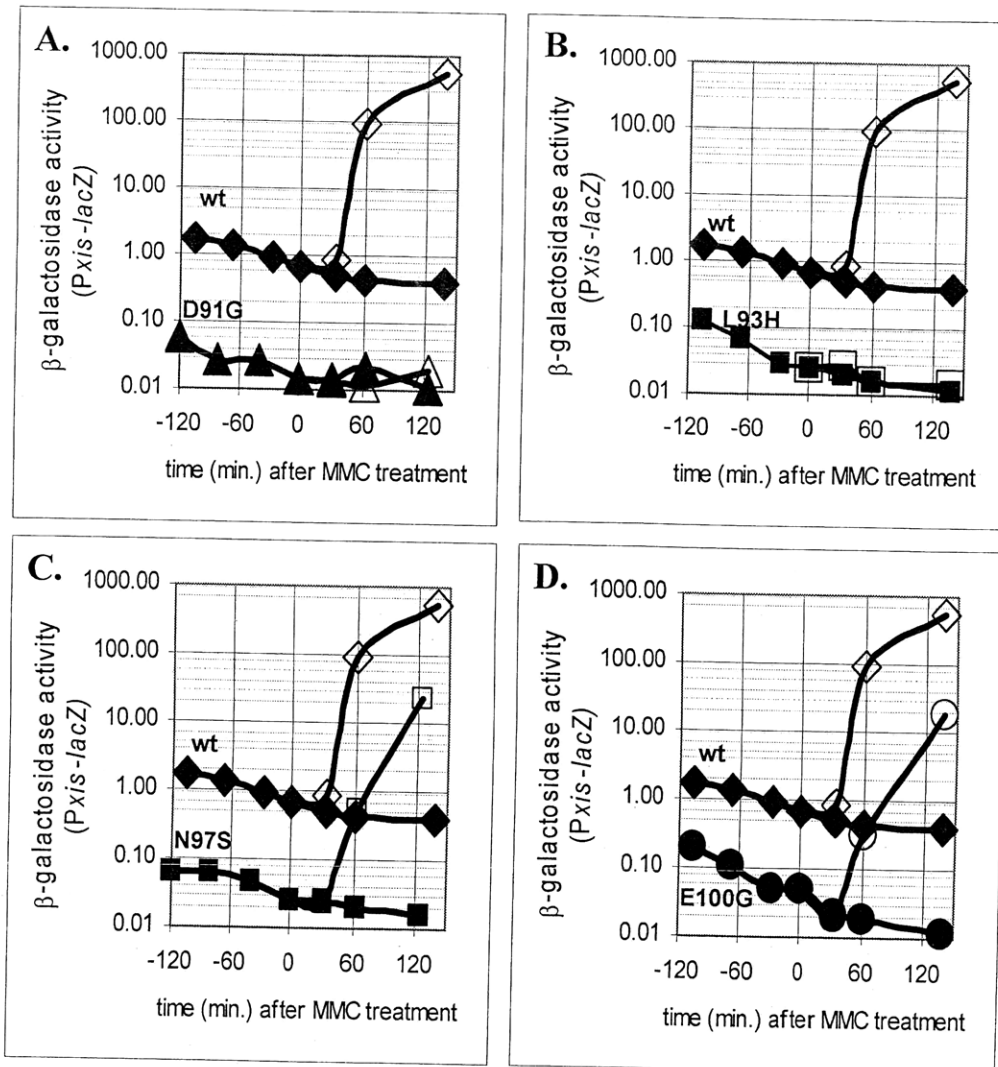 A.
1000.00
100.00
10.00
1.00
0.10
0.01
β-galactosidase activity
(Pxis-lacZ)
wt
D91G
-120 -60 0 60 120
time (min.) after MMC treatment
B.
1000.00
100.00
10.00
1.00
0.10
0.01
β-galactosidase activity
(Pxis-lacZ)
wt
L93H
-120 -60 0 60 120
time (min.) after MMC treatment
C.
1000.00
100.00
10.00
1.00
0.10
0.01
β-galactosidase activity
(Pxis-lacZ)
wt
N97S
-120 -60 0 60 120
time (min.) after MMC treatment
D.
1000.00
100.00
10.00
1.00
0.10
0.01
β-galactosidase activity
(Pxis-lacZ)
wt
E100G
-120 -60 0 60 120
time (min.) after MMC treatment